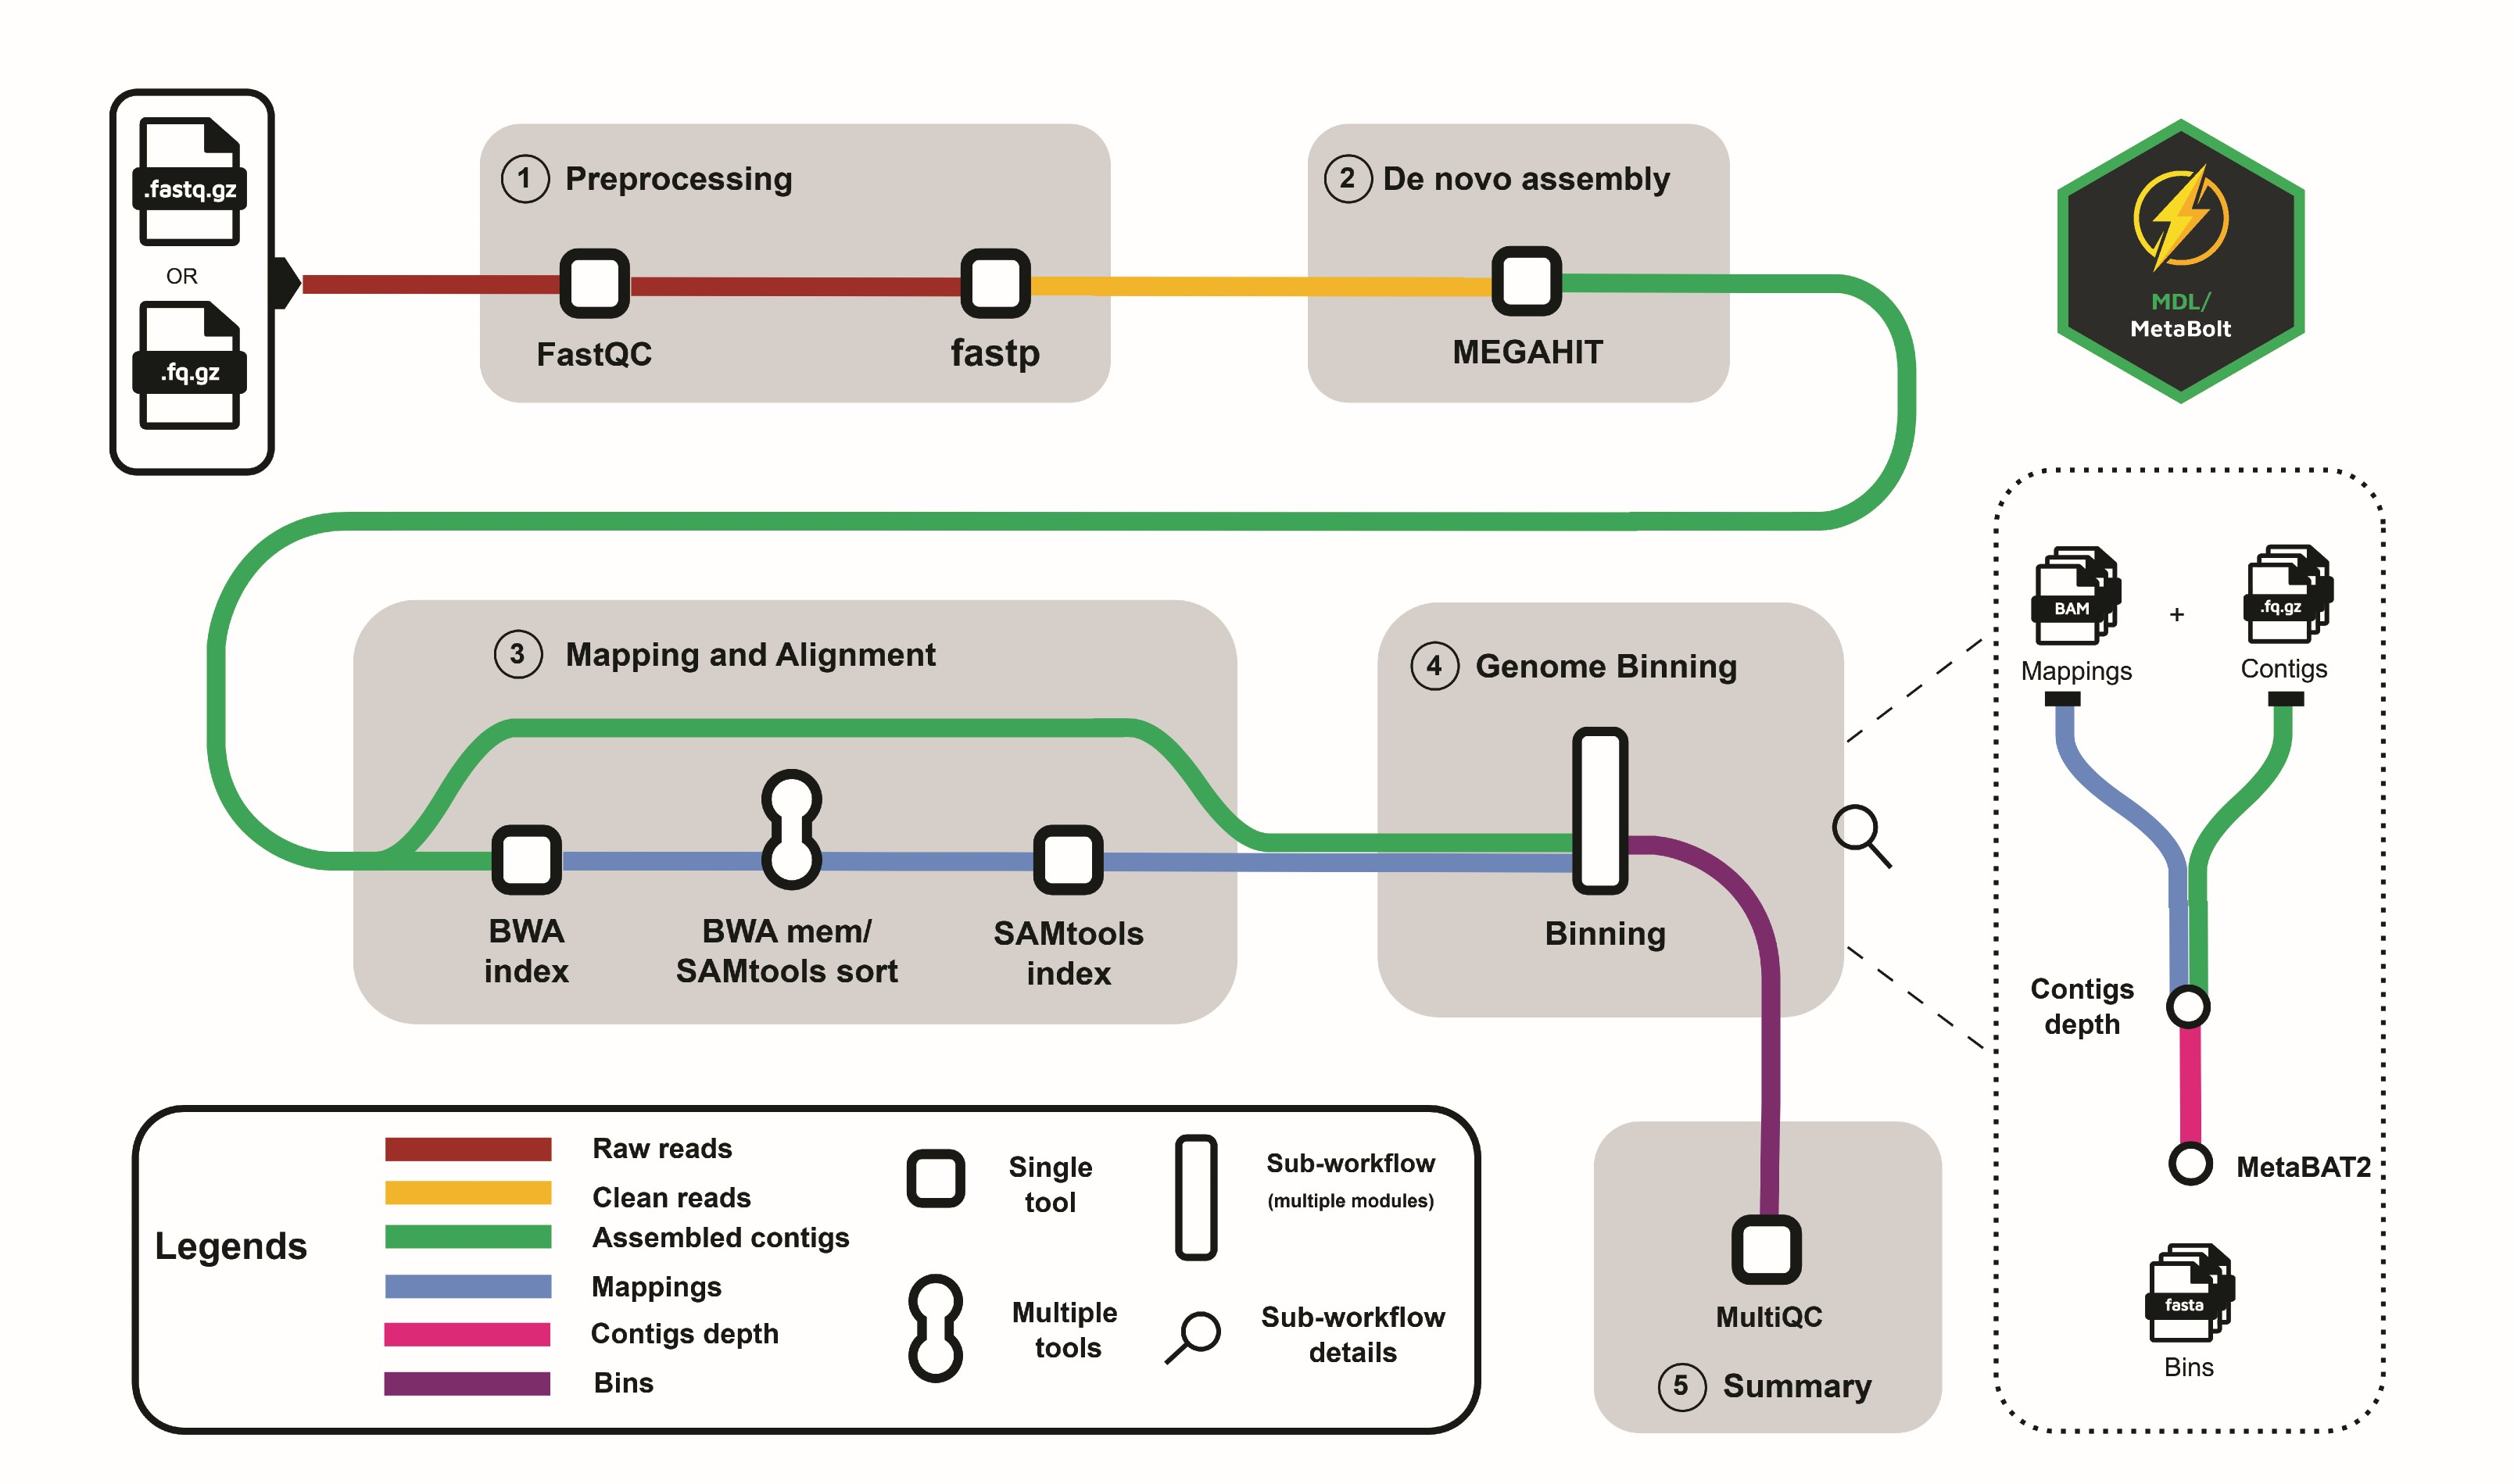 .fastq.gz
OR
.fq.gz
1 Preprocessing
FastQC
fastp
2 De novo assembly
MEGAHIT
MDL/
MetaBolt
3 Mapping and Alignment
BWA
index
BWA mem/
SAMtools sort
SAMtools
index
4 Genome Binning
Binning
BAM
+
.fq.gz
Mappings
Contigs
Contigs
depth
MetaBAT2
fasta
Bins
MultiQC
5 Summary
Legends
Raw reads
Clean reads
Assembled contigs
Mappings
Contigs depth
Bins
Single
tool
Multiple
tools
Sub-workflow
(multiple modules)
Sub-workflow
details